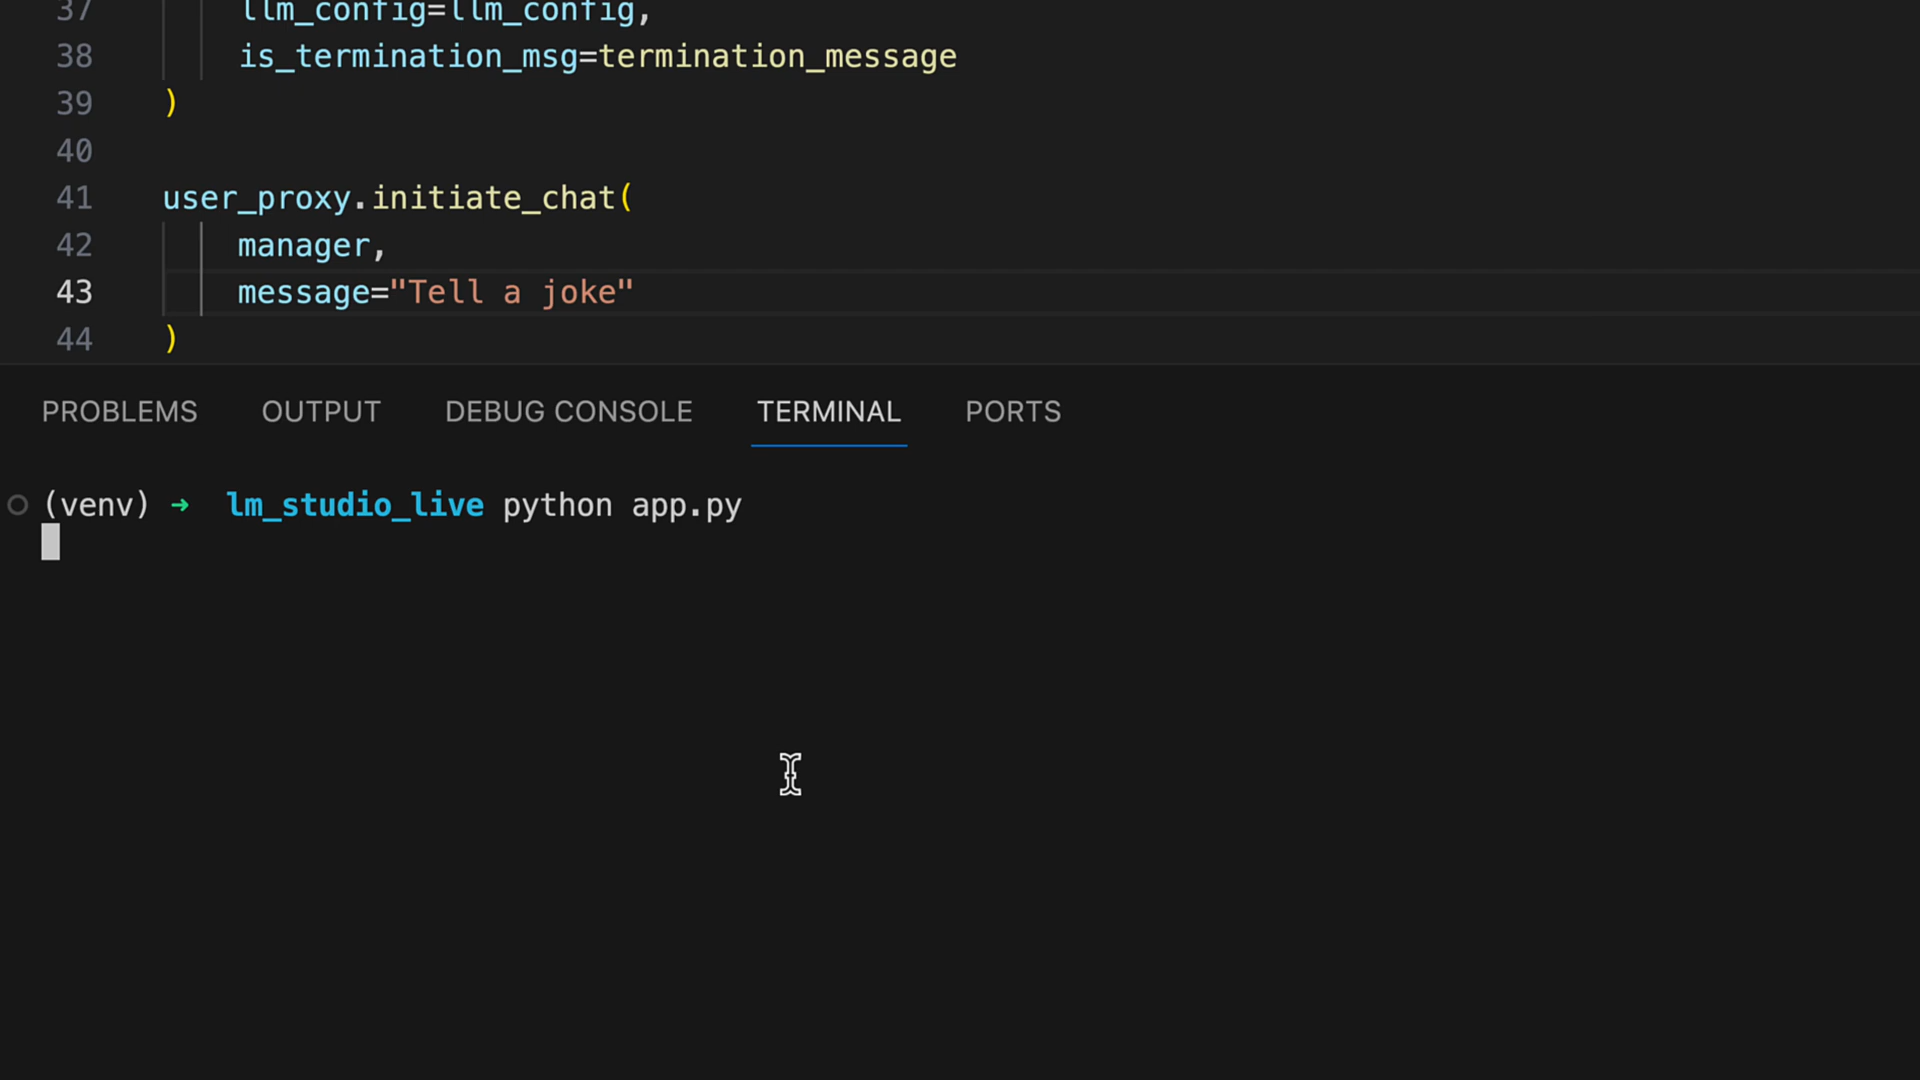 37 llm_config=llm_config,
38 is_termination_msg=termination_message
39 )
40
41 user_proxy.initiate_chat(
42 manager,
43 message="Tell a joke"
44 )
PROBLEMS OUTPUT DEBUG CONSOLE TERMINAL PORTS
(venv) → lm_studio_live python app.py